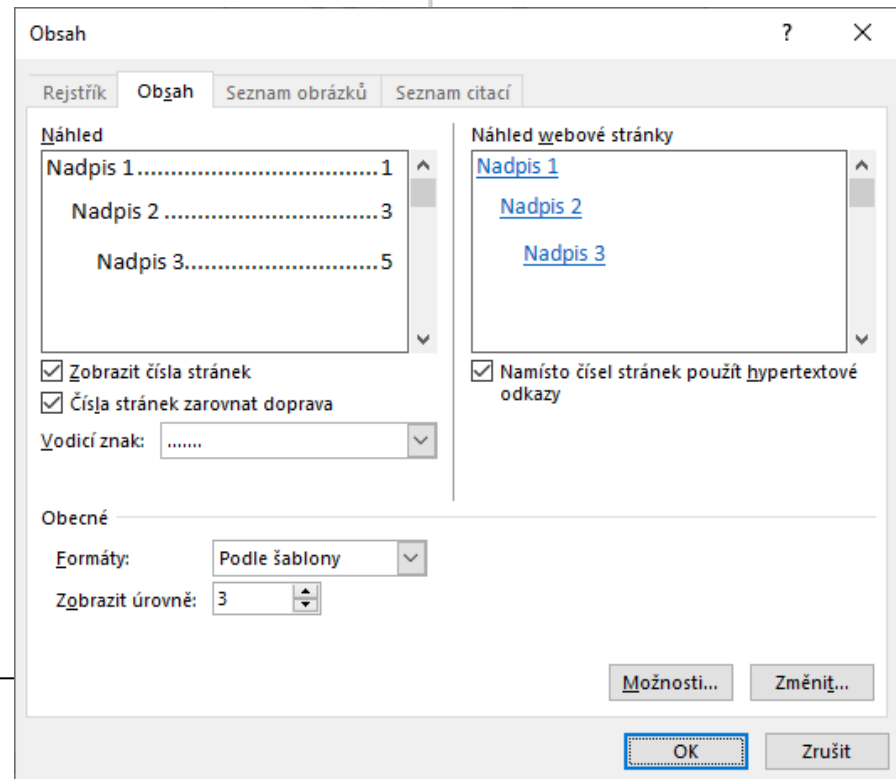 Obsah
?
Rejstřík Obsah Seznam obrázků Seznam citací
Náhled
Nadpis 1....................................1
Nadpis 2................................3
Nadpis 3............................5
Zobrazit čísla stránek
Čísla stránek zarovnat doprava
Vodicí znak: .......
Náhled webové stránky
Nadpis 1
Nadpis 2
Nadpis 3
Namísto čísel stránek použít hypertextové
odkazy
Obecné
Formáty: Podle šablony
Zobrazit úrovně: 3
Možnosti... Změnit...
OK Zrušit